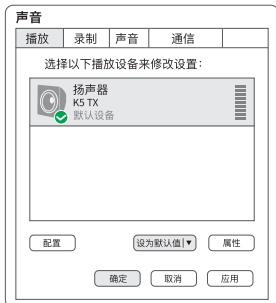 声音
播放 录制 声音 通信
选择以下播放设备来修改设置：
扬声器
K5 TX
默认设备
配置 设为默认值|▼ 属性
确定 取消 应用